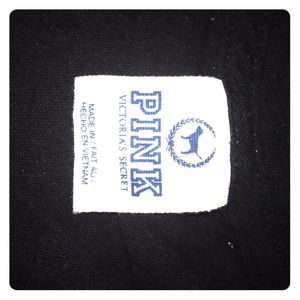 PINK
VICTORIA'S SECRET
MADE IN / FAIT AU /
HECHO EN VIETNAM